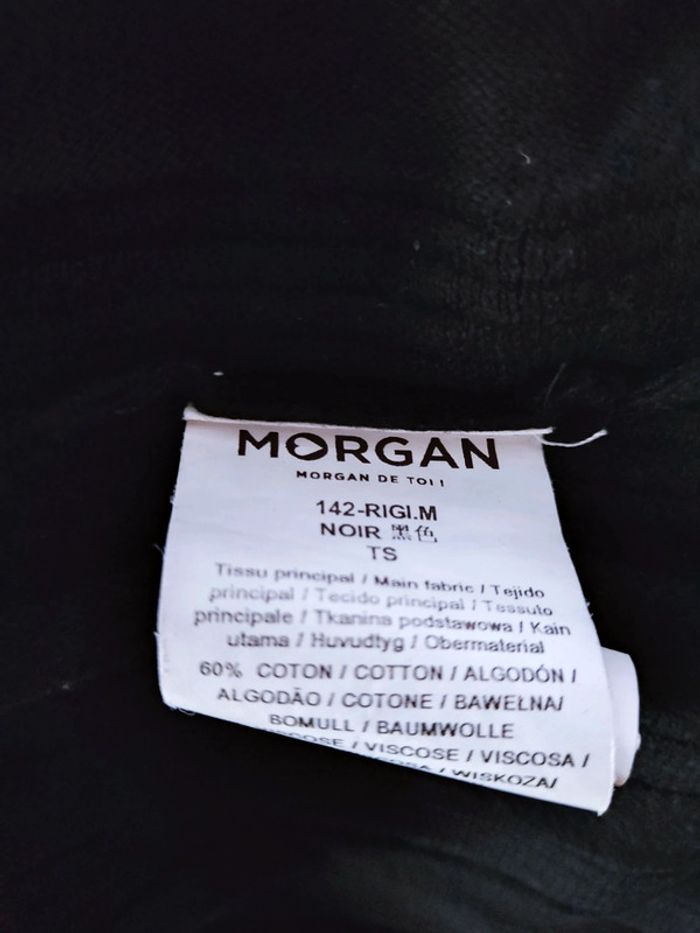 MORGAN
MORGAN DE TOI !
142-RIGI.M
NOIR 黑色
TS
Tissu principal / Main fabric / Tejido
principal / Tecido principal / Tessuto
principale / Tkanina podstawowa / Kain
utama / Huvudtyg / Obermaterial
60% COTON / COTTON / ALGODÓN /
ALGODÃO / COTONE / BAWEŁNA/
BOMULL / BAUMWOLLE
/ VISCOSE / VISCOSA /
/ WISKOZA/